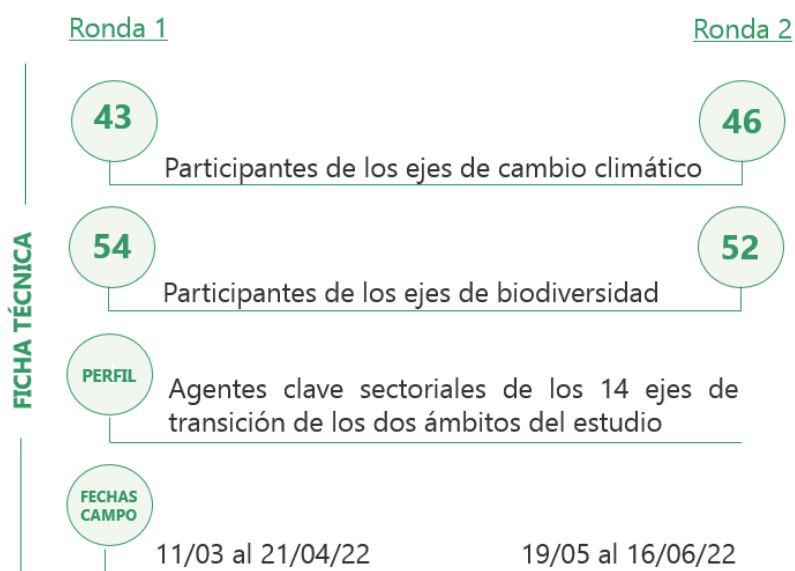 Ronda 1
Ronda 2
FICHA TÉCNICA
43
46
Participantes de los ejes de cambio climático
54
52
Participantes de los ejes de biodiversidad
PERFIL
Agentes clave sectoriales de los 14 ejes de
transición de los dos ámbitos del estudio
FECHAS
CAMPO
11/03 al 21/04/22
19/05 al 16/06/22